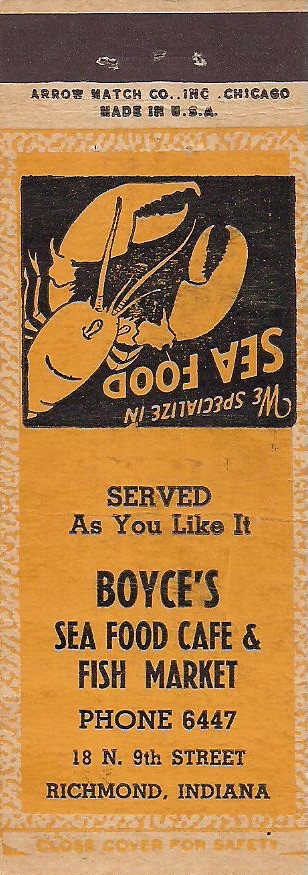 ARROW MATCH CO., INC. CHICAGO
MADE IN U.S.A.
WE SPECIALIZE IN
SEA FOOD
SERVED
As You Like It
BOYCE'S
SEA FOOD CAFE &
FISH MARKET
PHONE 6447
18 N. 9th STREET
RICHMOND, INDIANA
CLOSE COVER FOR SAFETY